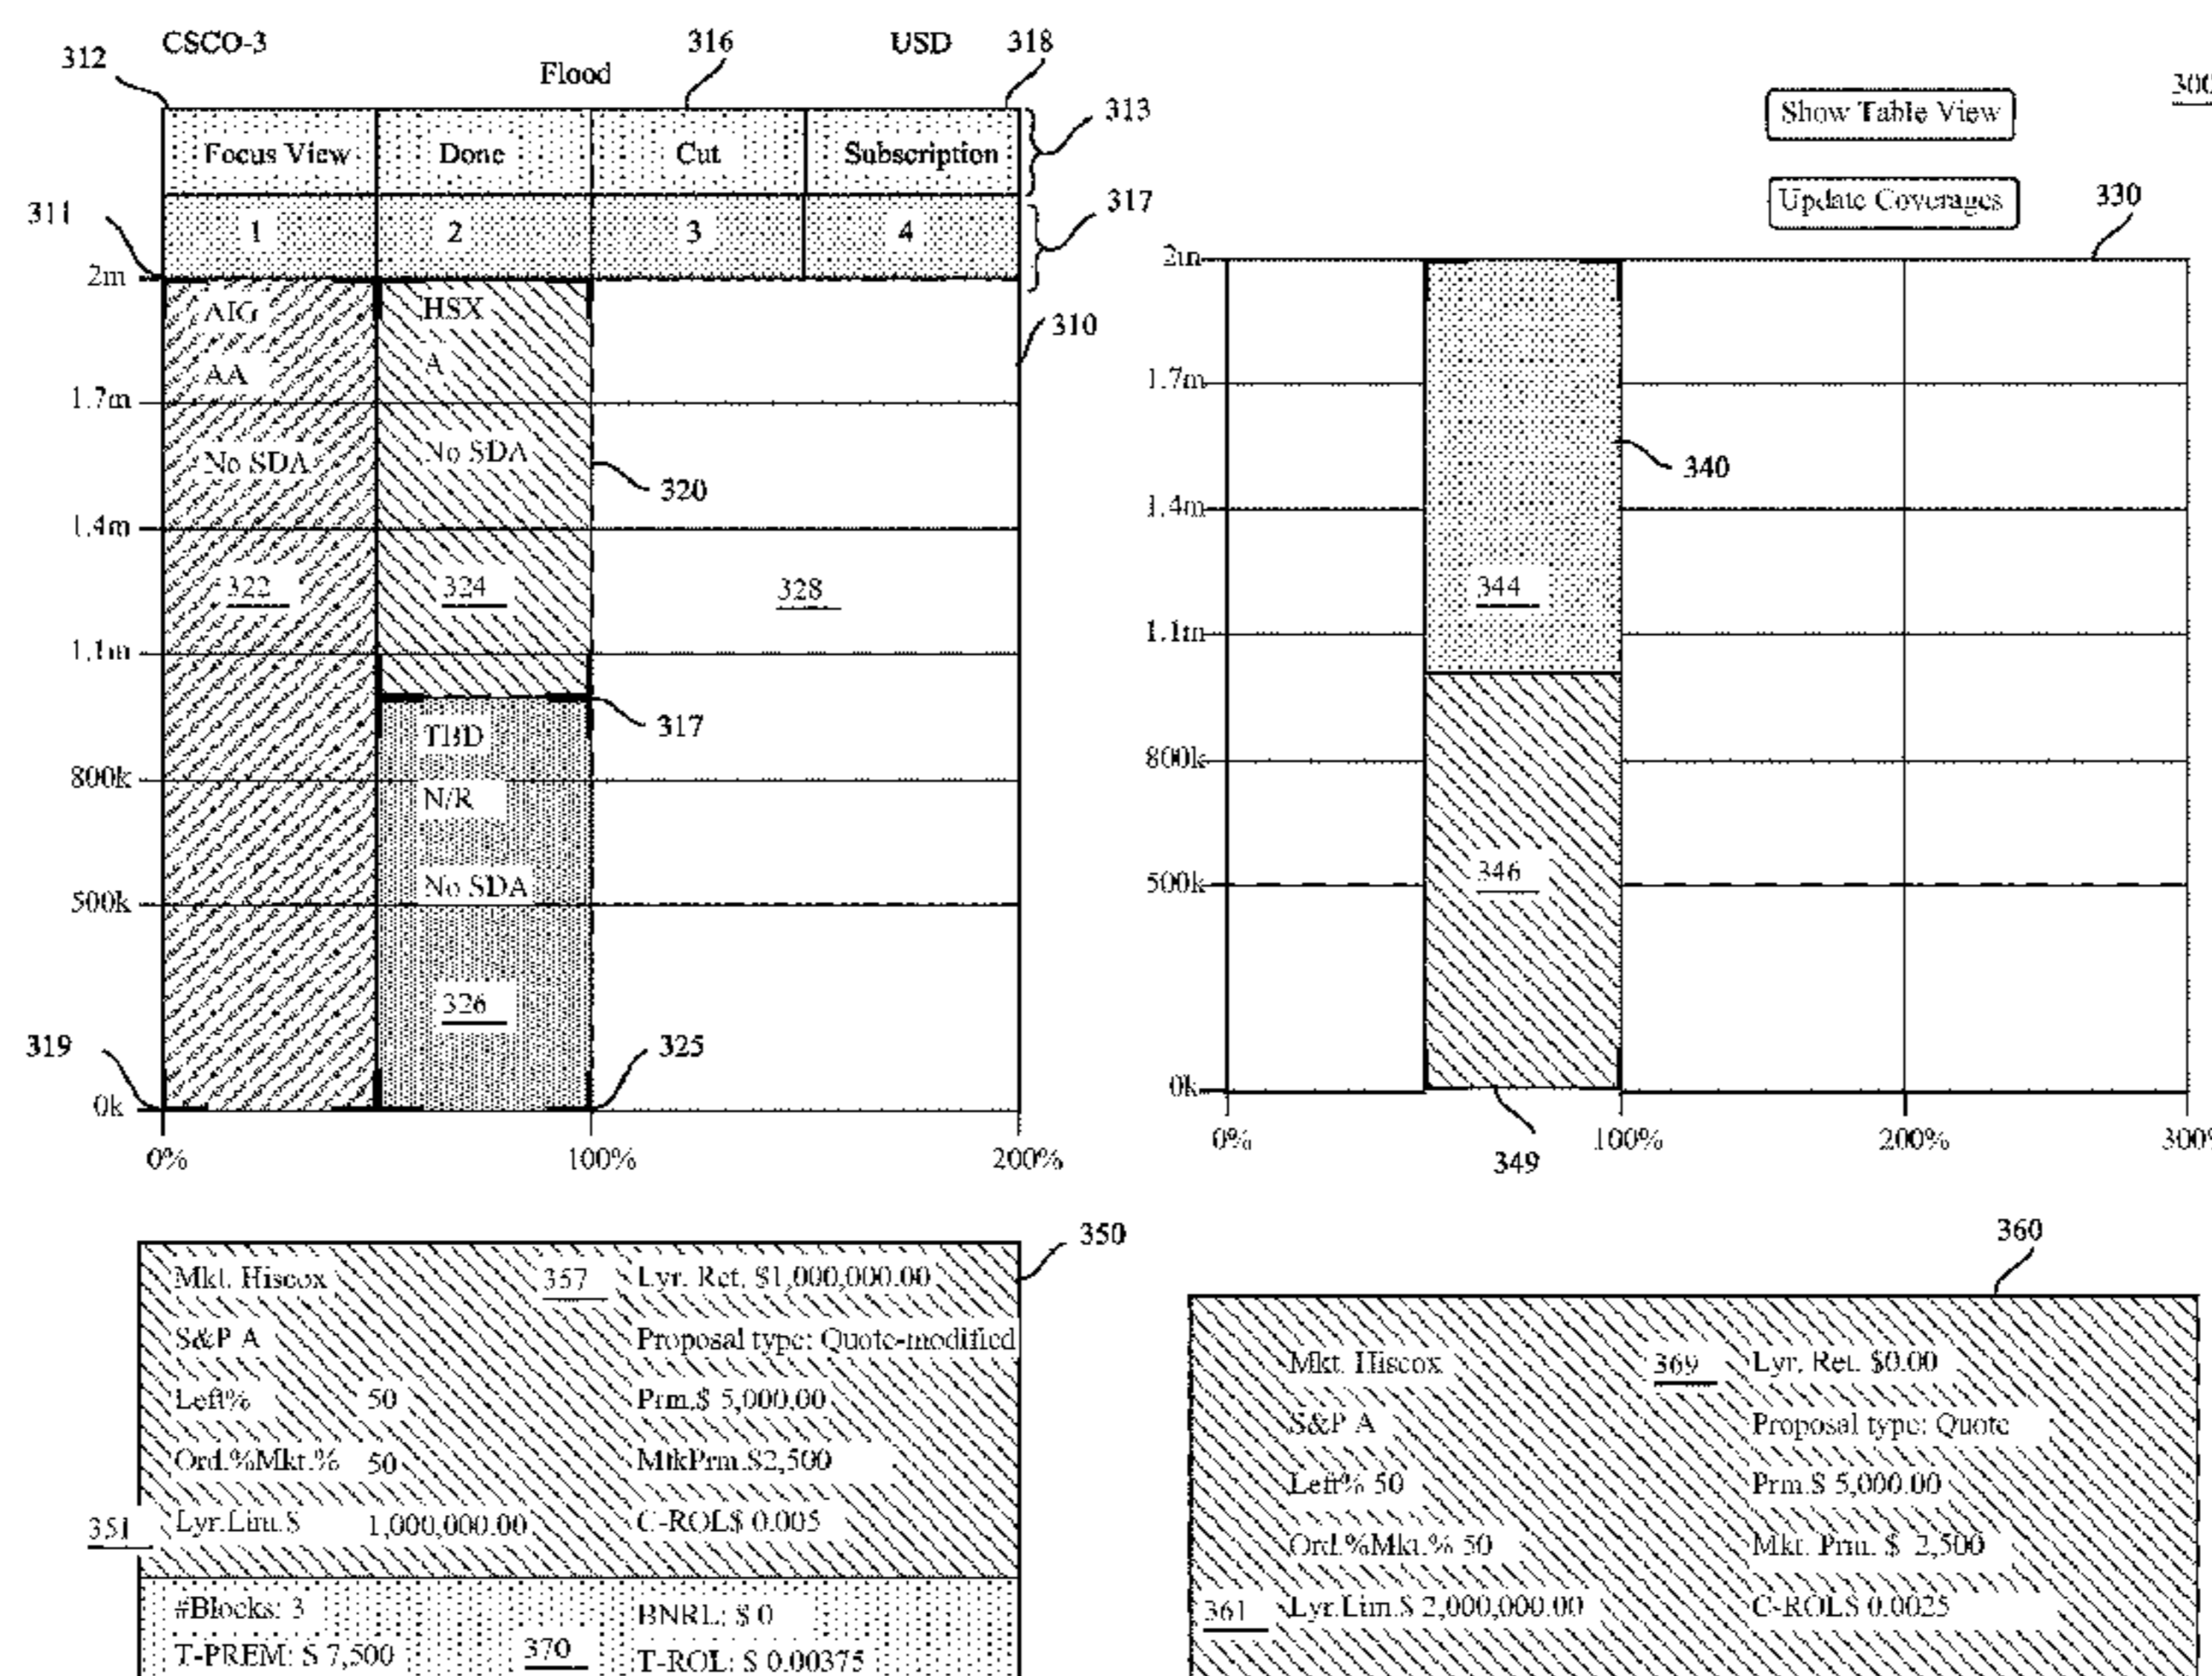 CSCO-3
316
USD
318
312
Flood
313
300
Show Table View
Focus View
Done
Cut
Subscription
Update Coverages
330
311
317
1
2
3
4
2m
2m
AIG
HSX
310
AA
A
1.7m
1.7m
No SDA
No SDA
320
340
1.4m
1.4m
322
324
328
344
1.1m
1.1m
317
TBD
800k
N/R
800k
No SDA
500k
346
500k
326
319
325
0k
0k
0%
100%
200%
0%
100%
200%
349
350
360
Mkt. Hiscox
357
Lyr. Ret. $1,000,000.00
S&P A
Proposal type: Quote-modified
Left% 50
Prm.$ 5,000.00
Ord.%Mkt.% 50
MtkPrm.$2,500
351
Lyr.Lim.$ 1,000,000.00
C-ROL$ 0.005
#Blocks: 3
BNRL: $ 0
T-PREM: $ 7,500
370
T-ROL: $ 0.00375
Mkt. Hiscox
369
Lyr. Ret. $0.00
S&P A
Proposal type: Quote
Left% 50
Prm.$ 5,000.00
Ord.%Mkt.% 50
Mkt. Prm. $ 2,500
361
Lyr.Lim.$ 2,000,000.00
C-ROL$ 0.0025